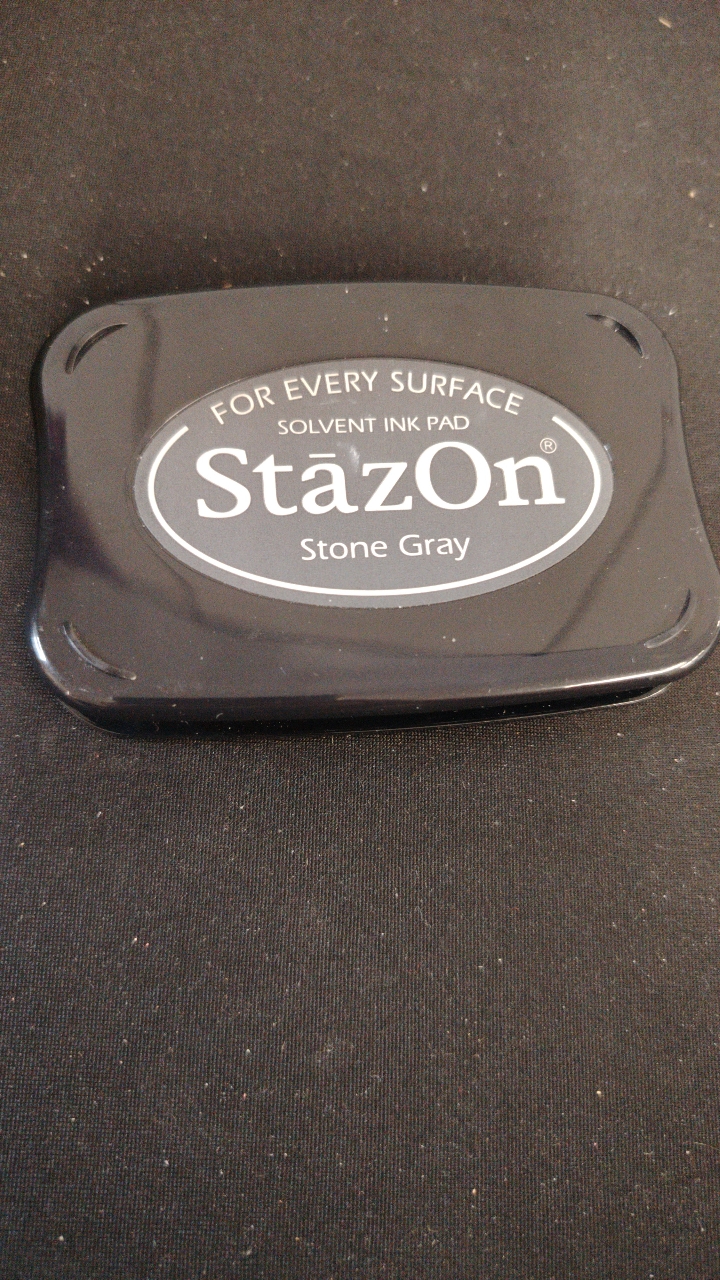 FOR EVERY SURFACE
SOLVENT INK PAD
StāzOn®
Stone Gray